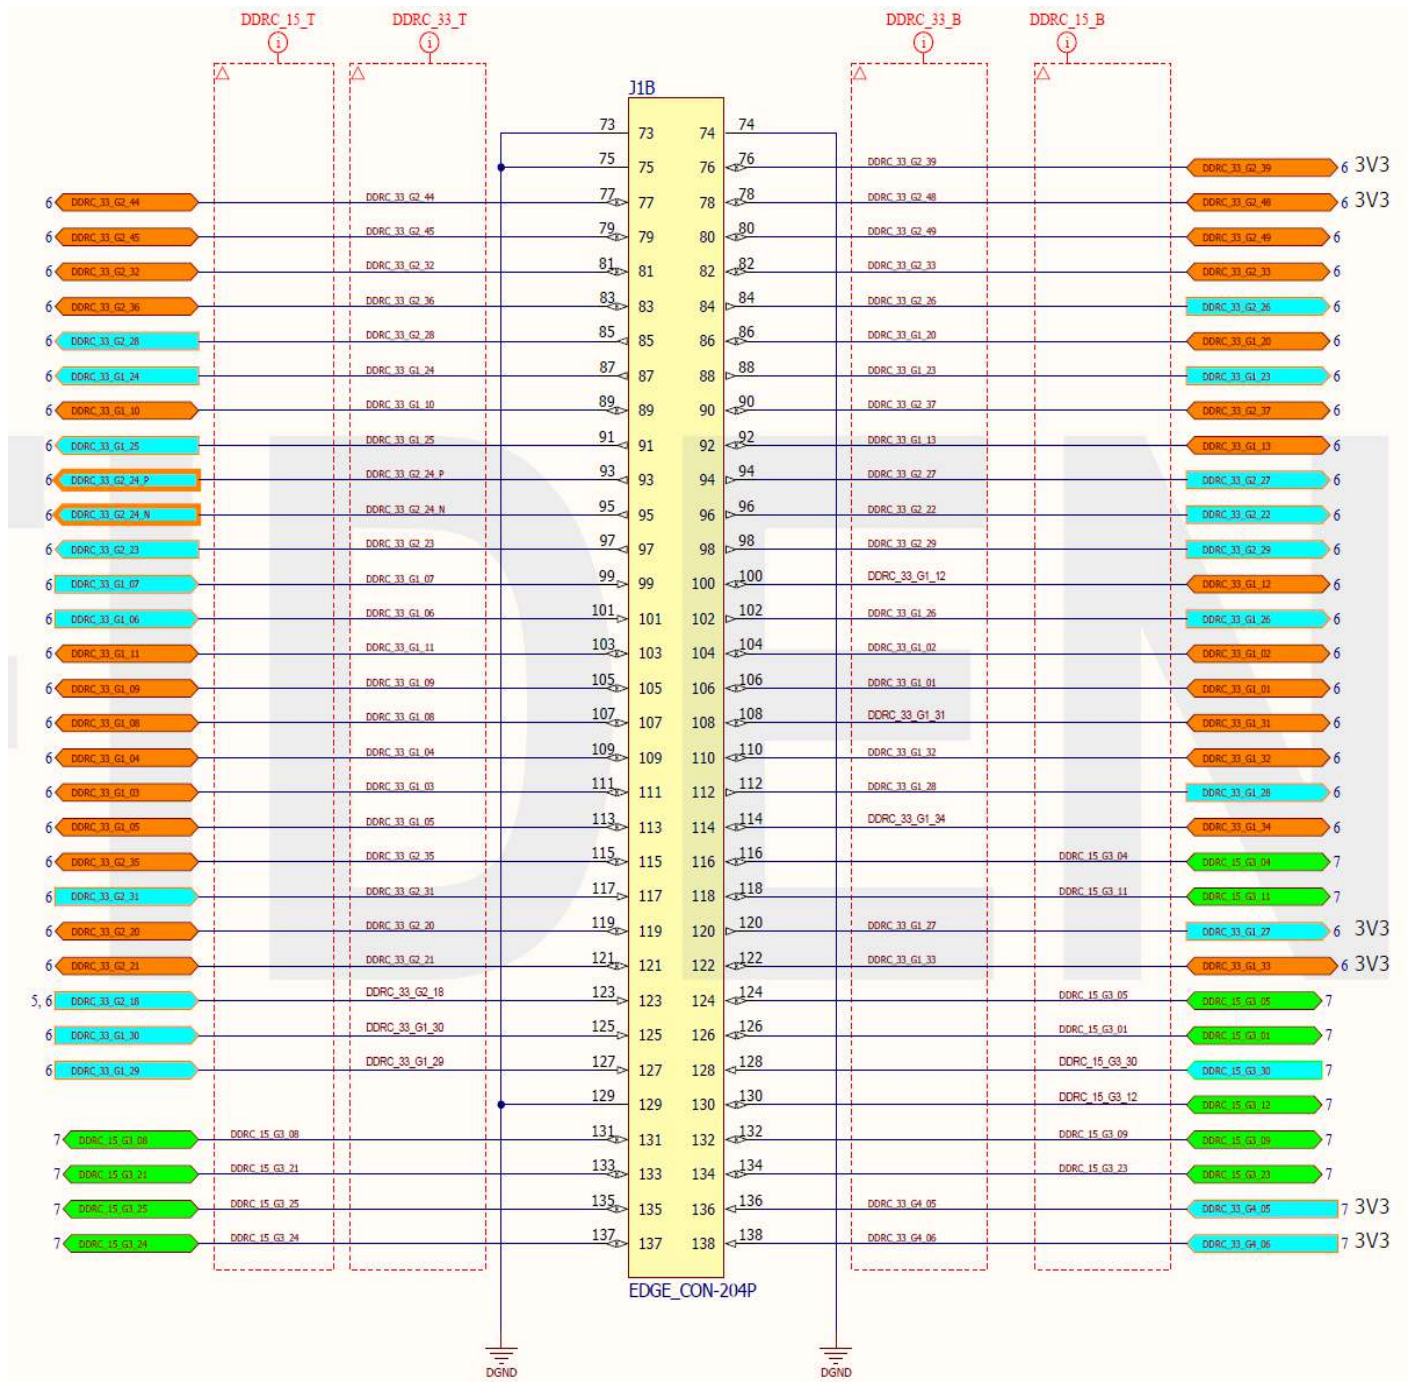 DDRC_15_T DDRC_33_T DDRC_33_B DDRC_15_B
i i i i
J1B
73 73 74 74
75 75 76 76 DDRC_33_G2_39 DDRC_33_G2_39 6 3V3
6 DDRC_33_G2_44 DDRC_33_G2_44 77 77 78 78 DDRC_33_G2_48 DDRC_33_G2_48 6 3V3
6 DDRC_33_G2_45 DDRC_33_G2_45 79 79 80 80 DDRC_33_G2_49 DDRC_33_G2_49 6
6 DDRC_33_G2_32 DDRC_33_G2_32 81 81 82 82 DDRC_33_G2_33 DDRC_33_G2_33 6
6 DDRC_33_G2_36 DDRC_33_G2_36 83 83 84 84 DDRC_33_G2_26 DDRC_33_G2_26 6
6 DDRC_33_G2_28 DDRC_33_G2_28 85 85 86 86 DDRC_33_G1_20 DDRC_33_G1_20 6
6 DDRC_33_G1_24 DDRC_33_G1_24 87 87 88 88 DDRC_33_G1_23 DDRC_33_G1_23 6
6 DDRC_33_G1_10 DDRC_33_G1_10 89 89 90 90 DDRC_33_G2_37 DDRC_33_G2_37 6
6 DDRC_33_G1_25 DDRC_33_G1_25 91 91 92 92 DDRC_33_G1_13 DDRC_33_G1_13 6
6 DDRC_33_G2_24_P DDRC_33_G2_24_P 93 93 94 94 DDRC_33_G2_27 DDRC_33_G2_27 6
6 DDRC_33_G2_24_N DDRC_33_G2_24_N 95 95 96 96 DDRC_33_G2_22 DDRC_33_G2_22 6
6 DDRC_33_G2_23 DDRC_33_G2_23 97 97 98 98 DDRC_33_G2_29 DDRC_33_G2_29 6
6 DDRC_33_G1_07 DDRC_33_G1_07 99 99 100 100 DDRC_33_G1_12 DDRC_33_G1_12 6
6 DDRC_33_G1_06 DDRC_33_G1_06 101 101 102 102 DDRC_33_G1_26 DDRC_33_G1_26 6
6 DDRC_33_G1_11 DDRC_33_G1_11 103 103 104 104 DDRC_33_G1_02 DDRC_33_G1_02 6
6 DDRC_33_G1_09 DDRC_33_G1_09 105 105 106 106 DDRC_33_G1_01 DDRC_33_G1_01 6
6 DDRC_33_G1_08 DDRC_33_G1_08 107 107 108 108 DDRC_33_G1_31 DDRC_33_G1_31 6
6 DDRC_33_G1_04 DDRC_33_G1_04 109 109 110 110 DDRC_33_G1_32 DDRC_33_G1_32 6
6 DDRC_33_G1_03 DDRC_33_G1_03 111 111 112 112 DDRC_33_G1_28 DDRC_33_G1_28 6
6 DDRC_33_G1_05 DDRC_33_G1_05 113 113 114 114 DDRC_33_G1_34 DDRC_33_G1_34 6
6 DDRC_33_G2_35 DDRC_33_G2_35 115 115 116 116 DDRC_15_G3_04 DDRC_15_G3_04 7
6 DDRC_33_G2_31 DDRC_33_G2_31 117 117 118 118 DDRC_15_G3_11 DDRC_15_G3_11 7
6 DDRC_33_G2_20 DDRC_33_G2_20 119 119 120 120 DDRC_33_G1_27 DDRC_33_G1_27 6 3V3
6 DDRC_33_G2_21 DDRC_33_G2_21 121 121 122 122 DDRC_33_G1_33 DDRC_33_G1_33 6 3V3
5, 6 DDRC_33_G2_18 DDRC_33_G2_18 123 123 124 124 DDRC_15_G3_05 DDRC_15_G3_05 7
6 DDRC_33_G1_30 DDRC_33_G1_30 125 125 126 126 DDRC_15_G3_01 DDRC_15_G3_01 7
6 DDRC_33_G1_29 DDRC_33_G1_29 127 127 128 128 DDRC_15_G3_30 DDRC_15_G3_30 7
129 129 130 130 DDRC_15_G3_12 DDRC_15_G3_12 7
7 DDRC_15_G3_08 DDRC_15_G3_08 131 131 132 132 DDRC_15_G3_09 DDRC_15_G3_09 7
7 DDRC_15_G3_21 DDRC_15_G3_21 133 133 134 134 DDRC_15_G3_23 DDRC_15_G3_23 7
7 DDRC_15_G3_25 DDRC_15_G3_25 135 135 136 136 DDRC_33_G4_05 DDRC_33_G4_05 7 3V3
7 DDRC_15_G3_24 DDRC_15_G3_24 137 137 138 138 DDRC_33_G4_06 DDRC_33_G4_06 7 3V3
EDGE_CON-204P
DGND DGND